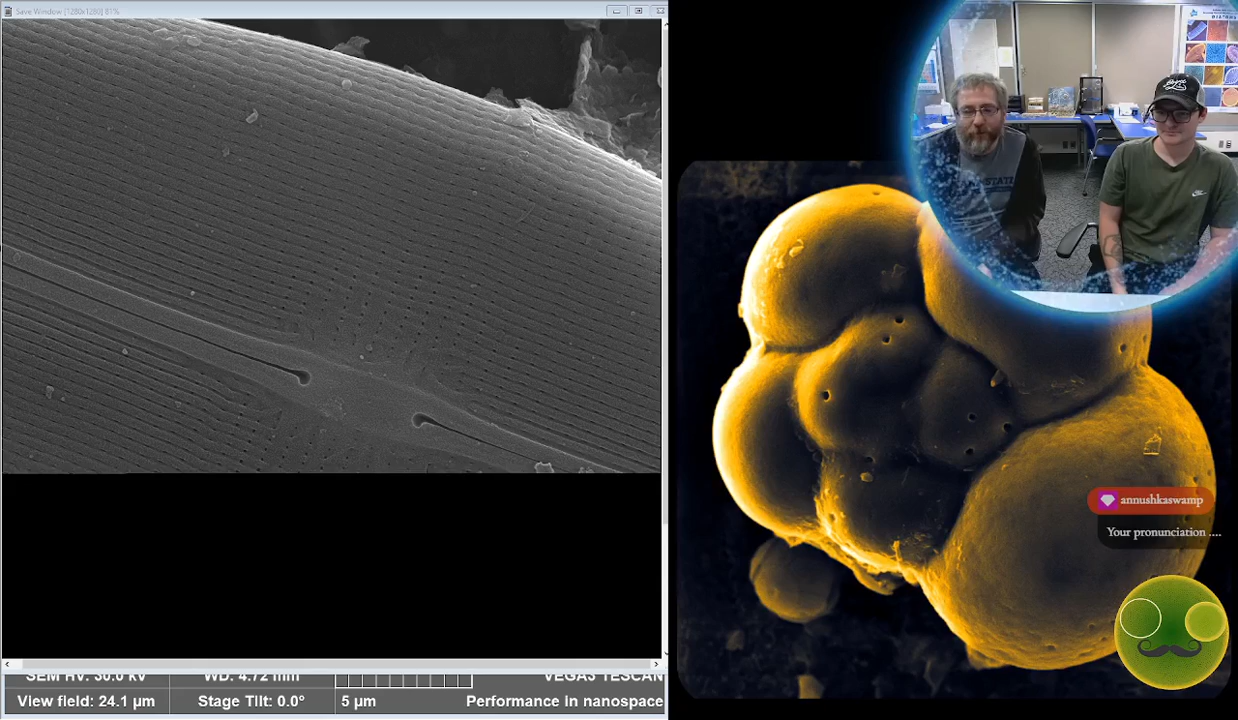 Save Window [1280x1280] 81%
SEM HV: 30.0 kV
WD: 4.72 mm
VEGA3 TESCAN
View field: 24.1 µm
Stage Tilt: 0.0°
5 µm
Performance in nanospace
STATE
annushkaswamp
Your pronunciation ....